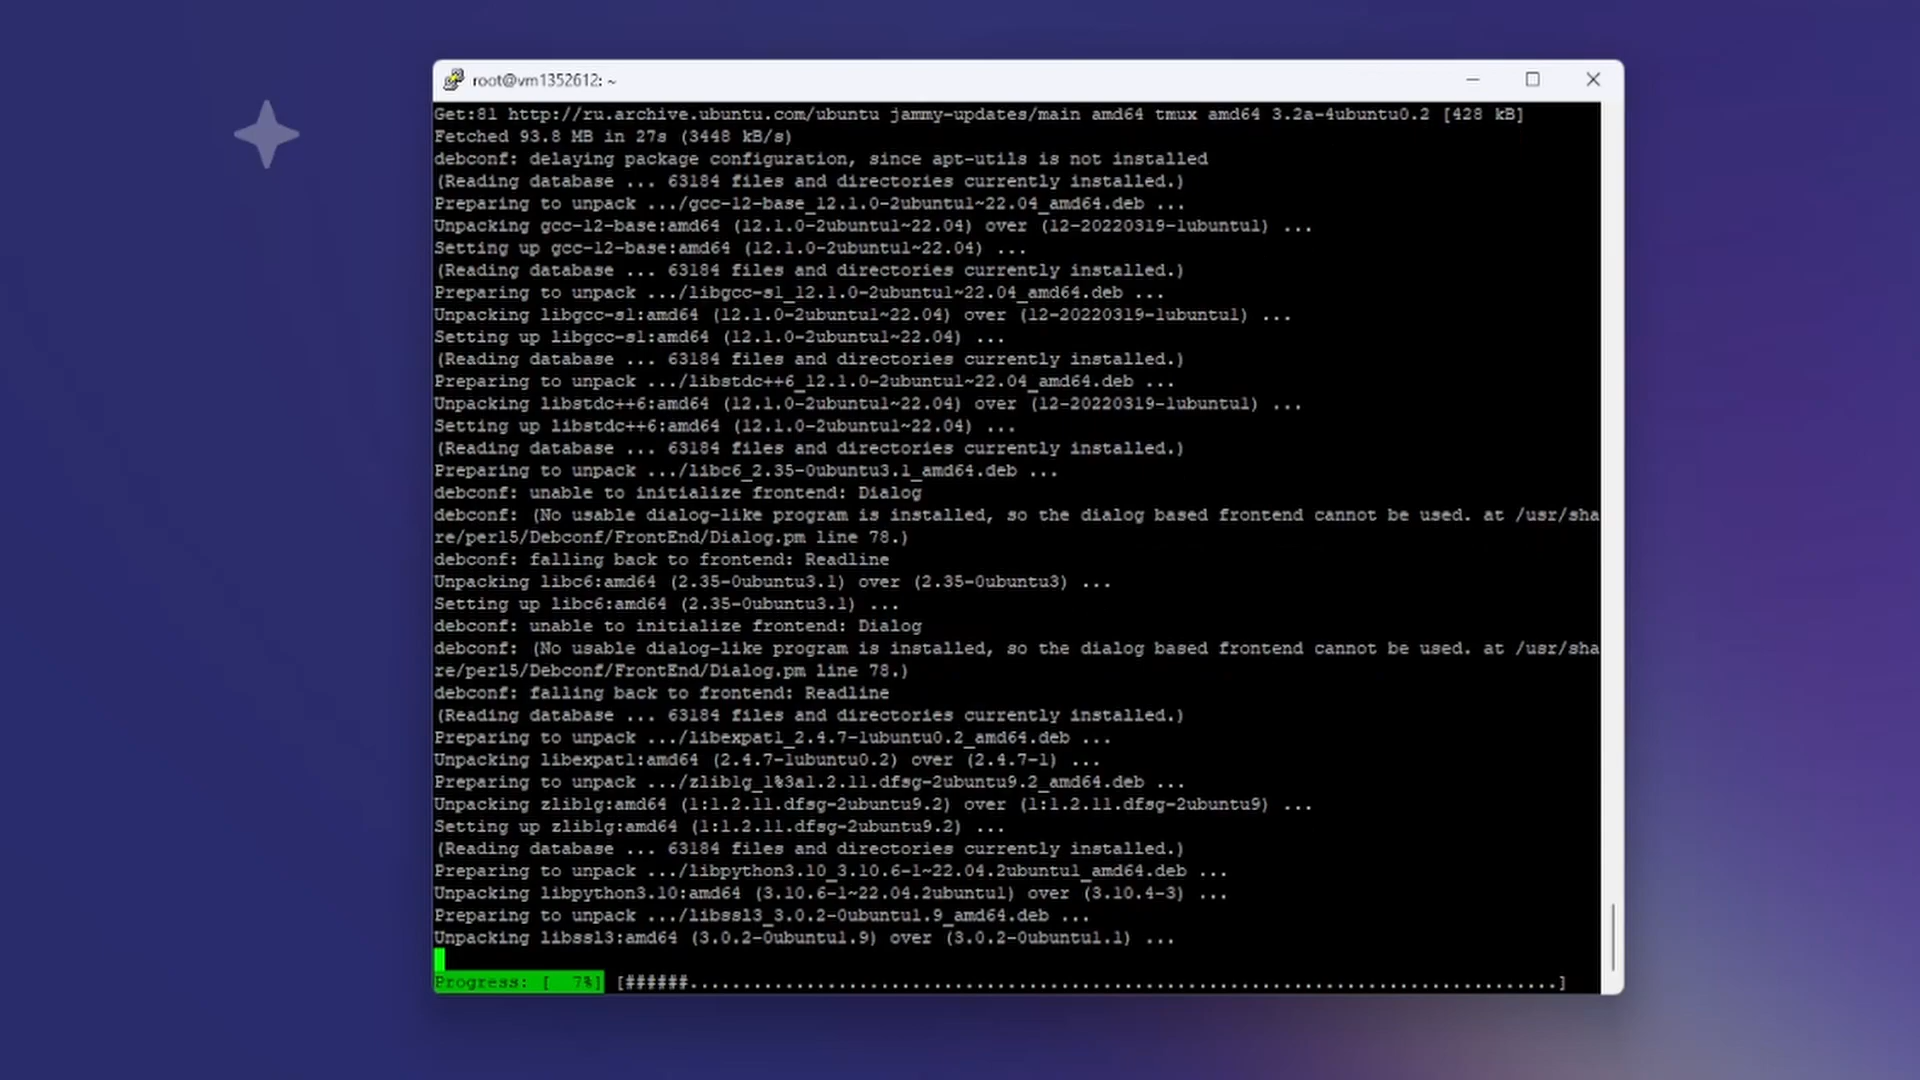 root@vm1352612: ~
Get:81 http://ru.archive.ubuntu.com/ubuntu jammy-updates/main amd64 tmux amd64 3.2a-4ubuntu0.2 [428 kB]
Fetched 93.8 MB in 27s (3448 kB/s)
debconf: delaying package configuration, since apt-utils is not installed
(Reading database ... 63184 files and directories currently installed.)
Preparing to unpack .../gcc-12-base_12.1.0-2ubuntu1~22.04_amd64.deb ...
Unpacking gcc-12-base:amd64 (12.1.0-2ubuntu1~22.04) over (12-20220319-1ubuntu1) ...
Setting up gcc-12-base:amd64 (12.1.0-2ubuntu1~22.04) ...
(Reading database ... 63184 files and directories currently installed.)
Preparing to unpack .../libgcc-s1_12.1.0-2ubuntu1~22.04_amd64.deb ...
Unpacking libgcc-s1:amd64 (12.1.0-2ubuntu1~22.04) over (12-20220319-1ubuntu1) ...
Setting up libgcc-s1:amd64 (12.1.0-2ubuntu1~22.04) ...
(Reading database ... 63184 files and directories currently installed.)
Preparing to unpack .../libstdc++6_12.1.0-2ubuntu1~22.04_amd64.deb ...
Unpacking libstdc++6:amd64 (12.1.0-2ubuntu1~22.04) over (12-20220319-1ubuntu1) ...
Setting up libstdc++6:amd64 (12.1.0-2ubuntu1~22.04) ...
(Reading database ... 63184 files and directories currently installed.)
Preparing to unpack .../libc6_2.35-0ubuntu3.1_amd64.deb ...
debconf: unable to initialize frontend: Dialog
debconf: (No usable dialog-like program is installed, so the dialog based frontend cannot be used. at /usr/sha
re/perl5/Debconf/FrontEnd/Dialog.pm line 78.)
debconf: falling back to frontend: Readline
Unpacking libc6:amd64 (2.35-0ubuntu3.1) over (2.35-0ubuntu3) ...
Setting up libc6:amd64 (2.35-0ubuntu3.1) ...
debconf: unable to initialize frontend: Dialog
debconf: (No usable dialog-like program is installed, so the dialog based frontend cannot be used. at /usr/sha
re/perl5/Debconf/FrontEnd/Dialog.pm line 78.)
debconf: falling back to frontend: Readline
(Reading database ... 63184 files and directories currently installed.)
Preparing to unpack .../libexpat1_2.4.7-1ubuntu0.2_amd64.deb ...
Unpacking libexpat1:amd64 (2.4.7-1ubuntu0.2) over (2.4.7-1) ...
Preparing to unpack .../zlib1g_1%3a1.2.11.dfsg-2ubuntu9.2_amd64.deb ...
Unpacking zlib1g:amd64 (1:1.2.11.dfsg-2ubuntu9.2) over (1:1.2.11.dfsg-2ubuntu9) ...
Setting up zlib1g:amd64 (1:1.2.11.dfsg-2ubuntu9.2) ...
(Reading database ... 63184 files and directories currently installed.)
Preparing to unpack .../libpython3.10_3.10.6-1~22.04.2ubuntu1_amd64.deb ...
Unpacking libpython3.10:amd64 (3.10.6-1~22.04.2ubuntu1) over (3.10.4-3) ...
Preparing to unpack .../libssl3_3.0.2-0ubuntu1.9_amd64.deb ...
Unpacking libssl3:amd64 (3.0.2-0ubuntu1.9) over (3.0.2-0ubuntu1.1) ...
Progress: [  7%] [######..................................................................................]